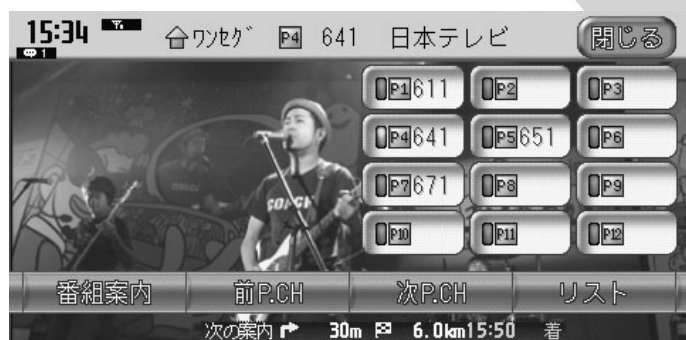 15:34 ⌂ワンセグ P4 641 日本テレビ 閉じる
1
P1 611 P2 P3
P4 641 P5 651 P6
P7 671 P8 P9
P10 P11 P12
番組案内 前P.CH 次P.CH リスト
次の案内 30m 6.0km 15:50 着